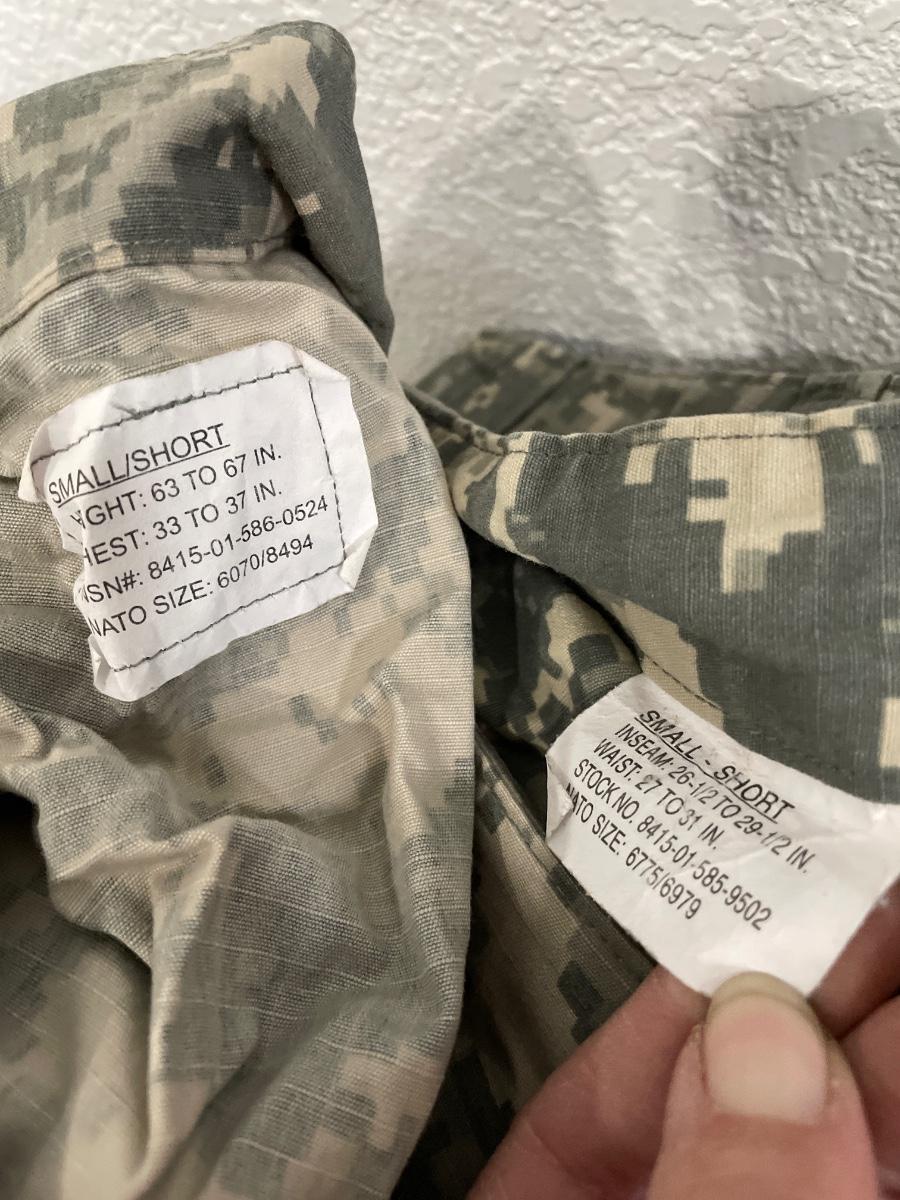 SMALL/SHORT
IGHT: 63 TO 67 IN.
HEST: 33 TO 37 IN.
NSN#: 8415-01-586-0524
NATO SIZE: 6070/8494
SMALL - SHORT
INSEAM: 26-1/2 TO 29-1/2 IN.
WAIST: 27 TO 31 IN.
STOCK NO. 8415-01-585-9502
NATO SIZE: 6775/6979